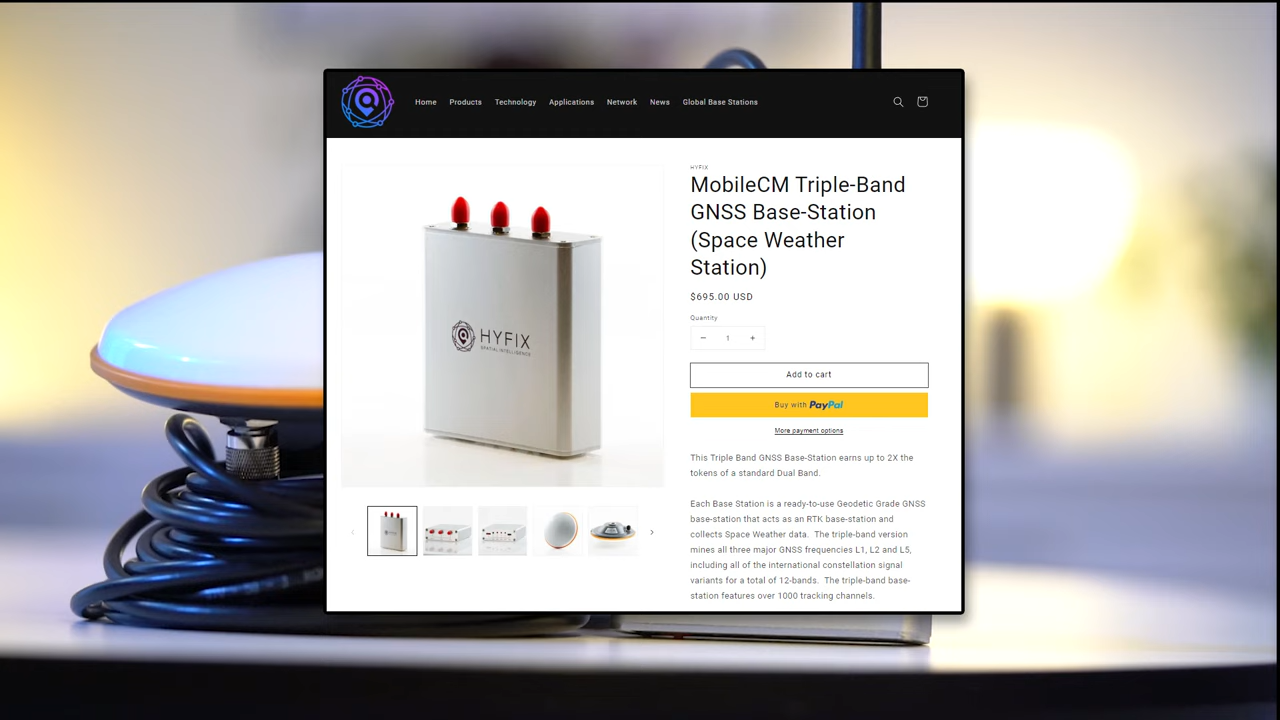 Home Products Technology Applications Network News Global Base Stations
HYFIX
MobileCM Triple-Band
GNSS Base-Station
(Space Weather
Station)
$695.00 USD
Quantity
− 1 +
Add to cart
Buy with PayPal
More payment options
This Triple Band GNSS Base-Station earns up to 2X the
tokens of a standard Dual Band.
Each Base Station is a ready-to-use Geodetic Grade GNSS
base-station that acts as an RTK base-station and
collects Space Weather data. The triple-band version
mines all three major GNSS frequencies L1, L2 and L5,
including all of the international constellation signal
variants for a total of 12-bands. The triple-band base-
station features over 1000 tracking channels.
HYFIX
SPATIAL INTELLIGENCE